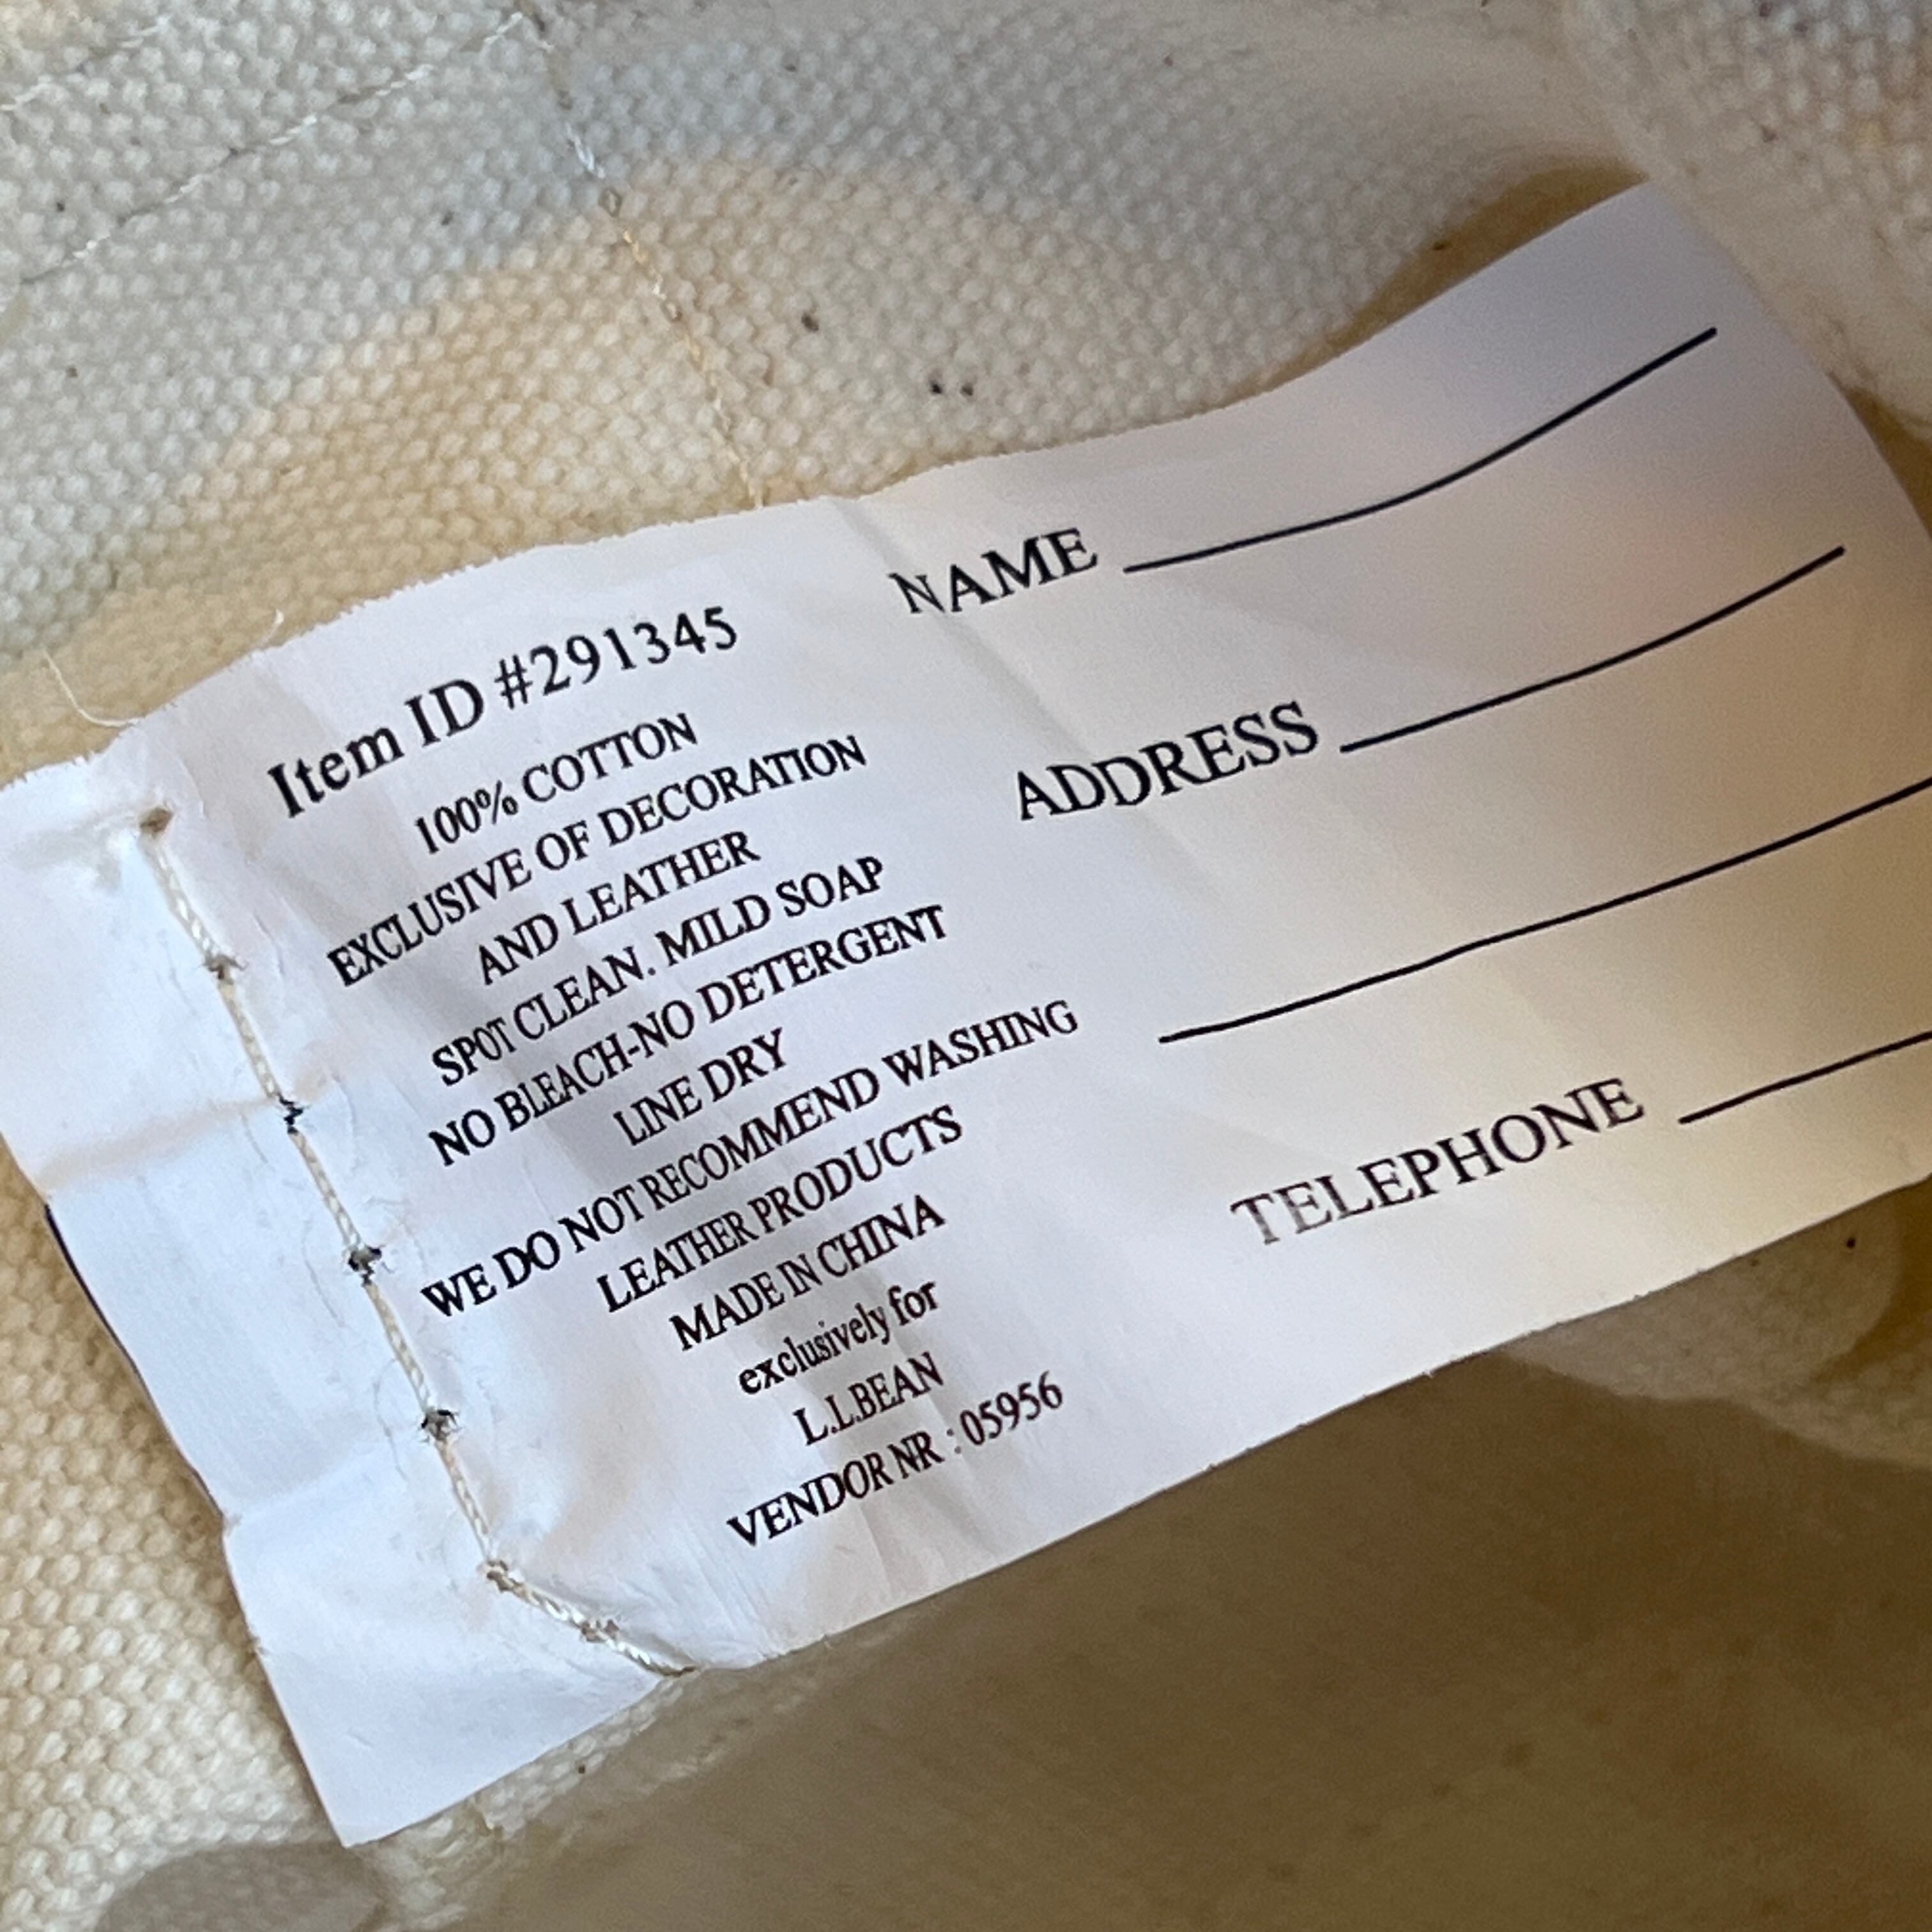 Item ID #291345
100% COTTON
EXCLUSIVE OF DECORATION
AND LEATHER
SPOT CLEAN. MILD SOAP
NO BLEACH-NO DETERGENT
LINE DRY
WE DO NOT RECOMMEND WASHING
LEATHER PRODUCTS
MADE IN CHINA
exclusively for
L.L.BEAN
VENDOR NR : 05956
NAME
ADDRESS
TELEPHONE